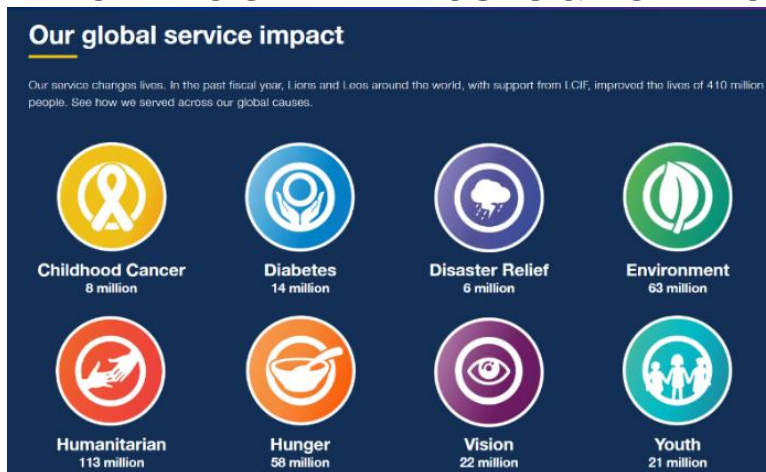 Our global service impact
Our service changes lives. In the past fiscal year, Lions and Leos around the world, with support from LCIF, improved the lives of 410 million
people. See how we served across our global causes.
Childhood Cancer
8 million
Diabetes
14 million
Disaster Relief
6 million
Environment
63 million
Humanitarian
113 million
Hunger
58 million
Vision
22 million
Youth
21 million